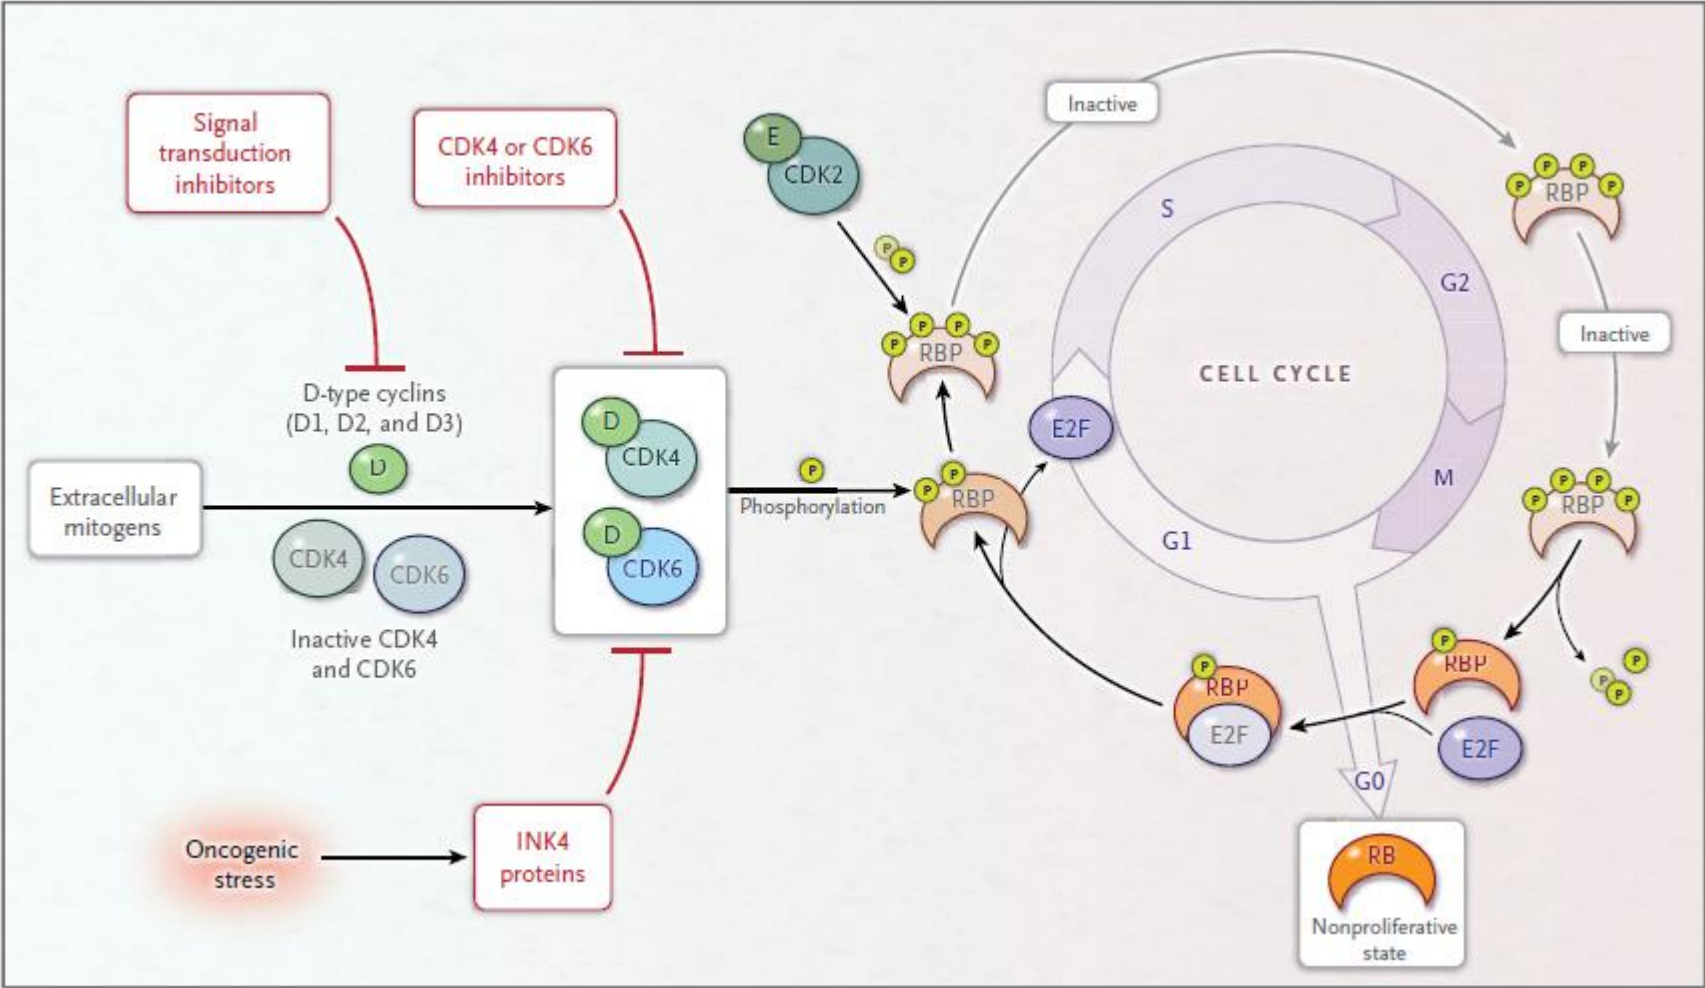 Signal
transduction
inhibitors
CDK4 or CDK6
inhibitors
D-type cyclins
(D1, D2, and D3)
D
Extracellular
mitogens
CDK4
CDK6
Inactive CDK4
and CDK6
D
CDK4
D
CDK6
Oncogenic
stress
INK4
proteins
P
Phosphorylation
E
CDK2
P
P
P
P
P
P
RBP
P
P
RBP
E2F
Inactive
P
P
P
P
RBP
Inactive
P
P
P
P
RBP
P
P
P
P
RBP
E2F
P
RBP
E2F
CELL CYCLE
S
G2
M
G1
G0
RB
Nonproliferative
state